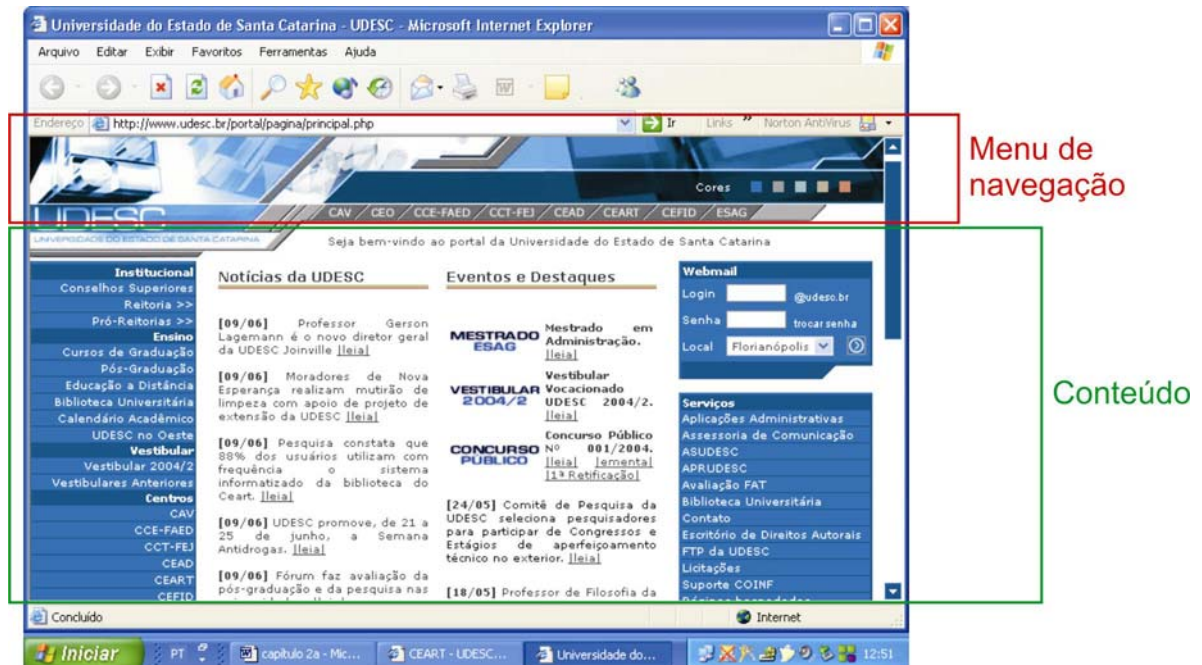 Universidade do Estado de Santa Catarina - UDESC - Microsoft Internet Explorer
Arquivo Editar Exibir Favoritos Ferramentas Ajuda
Endereço http://www.udesc.br/portal/pagina/principal.php Ir Links Norton AntiVirus
Menu de
navegação
Cores
UDESC
UNIVERSIDADE DO ESTADO DE SANTA CATARINA
CAV / CEO / CCE-FAED / CCT-FEJ / CEAD / CEART / CEFID / ESAG
Seja bem-vindo ao portal da Universidade do Estado de Santa Catarina
Institucional
Conselhos Superiores
Reitoria >>
Pró-Reitorias >>
Ensino
Cursos de Graduação
Pós-Graduação
Educação a Distância
Biblioteca Universitária
Calendário Acadêmico
UDESC no Oeste
Vestibular
Vestibular 2004/2
Vestibulares Anteriores
Centros
CAV
CCE-FAED
CCT-FEJ
CEAD
CEART
CEFID
Notícias da UDESC
[09/06] Professor Gerson
Lagemann é o novo diretor geral
da UDESC Joinville [leia]
[09/06] Moradores de Nova
Esperança realizam mutirão de
limpeza com apoio de projeto de
extensão da UDESC [leia]
[09/06] Pesquisa constata que
88% dos usuários utilizam com
frequência o sistema
informatizado da biblioteca do
Ceart. [leia]
[09/06] UDESC promove, de 21 a
25 de junho, a Semana
Antidrogas. [leia]
[09/06] Fórum faz avaliação da
pós-graduação e da pesquisa nas
Eventos e Destaques
MESTRADO
ESAG
Mestrado em
Administração.
[leia]
VESTIBULAR
2004/2
Vestibular
Vocacionado
UDESC 2004/2.
[leia]
CONCURSO
PÚBLICO
Concurso Público
Nº 001/2004.
[leia] [ementa]
[1ª Retificação]
[24/05] Comitê de Pesquisa da
UDESC seleciona pesquisadores
para participar de Congressos e
Estágios de aperfeiçoamento
técnico no exterior. [leia]
[18/05] Professor de Filosofia da
Webmail
Login @udesc.br
Senha trocar senha
Local Florianópolis
Serviços
Aplicações Administrativas
Assessoria de Comunicação
ASUDESC
APRUDESC
Avaliação FAT
Biblioteca Universitária
Contato
Escritório de Direitos Autorais
FTP da UDESC
Licitações
Suporte COINF
Conteúdo
Concluído Internet
Iniciar PT capítulo 2a - Mic... CEART - UDESC... Universidade do... 12:51